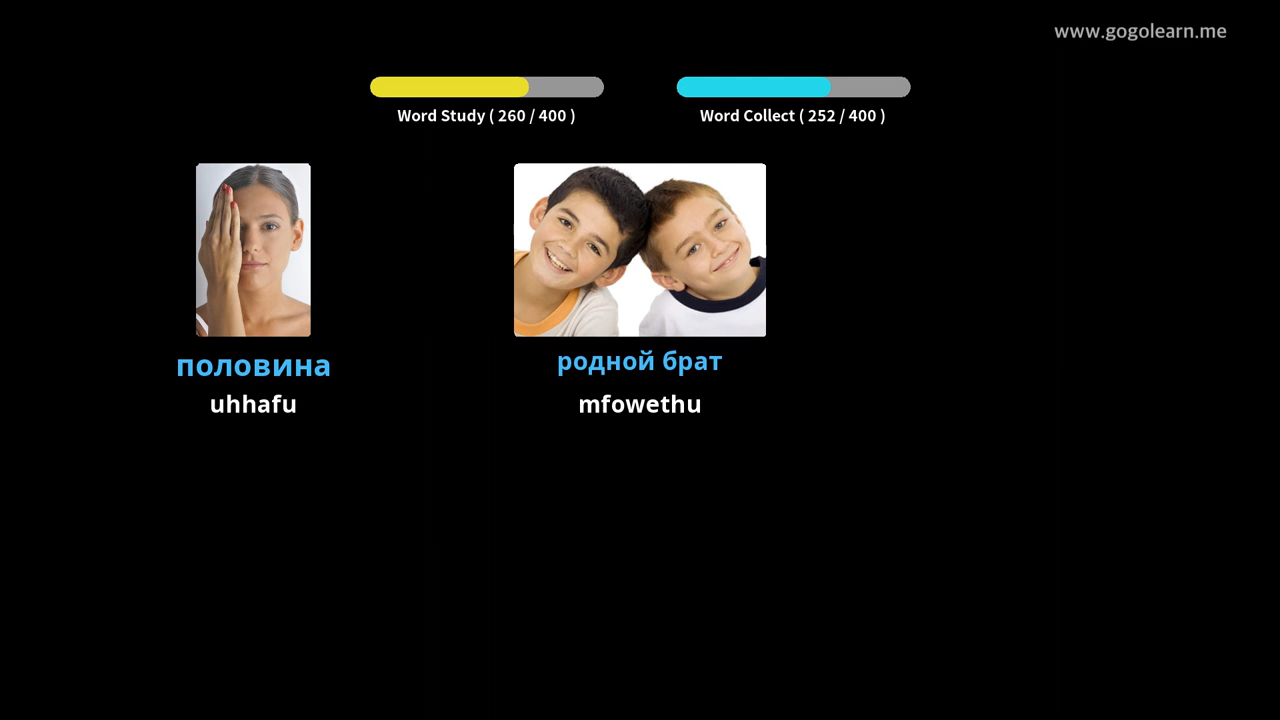 www.gogolearn.me
Word Study ( 260 / 400 )
Word Collect ( 252 / 400 )
половина
uhhafu
родной брат
mfowethu